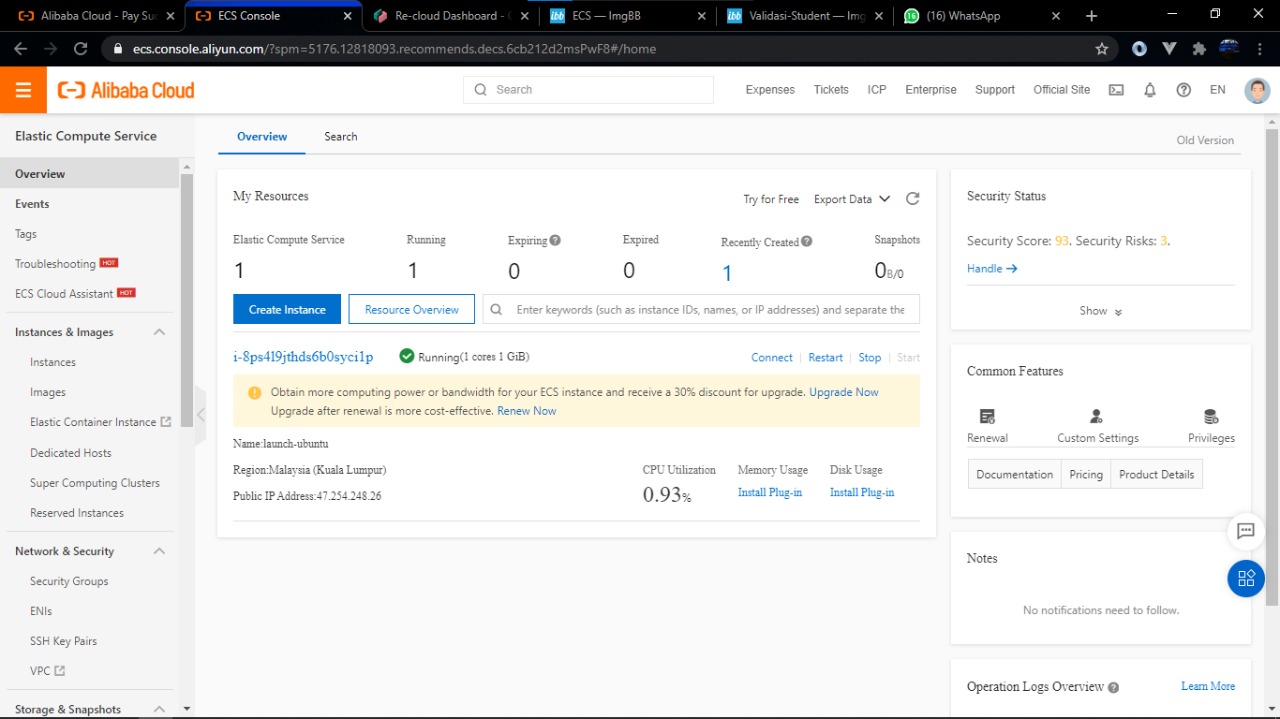 Alibaba Cloud - Pay Suc
ECS Console
Re-cloud Dashboard -
ECS — ImgBB
Validasi-Student — Img
(16) WhatsApp
ecs.console.aliyun.com/?spm=5176.12818093.recommends.decs.6cb212d2msPwF8#/home
Alibaba Cloud
Search
Expenses
Tickets
ICP
Enterprise
Support
Official Site
EN
Elastic Compute Service
Overview
Events
Tags
Troubleshooting HOT
ECS Cloud Assistant HOT
Instances & Images
Instances
Images
Elastic Container Instance
Dedicated Hosts
Super Computing Clusters
Reserved Instances
Network & Security
Security Groups
ENIs
SSH Key Pairs
VPC
Storage & Snapshots
Overview
Search
Old Version
My Resources
Try for Free
Export Data
Elastic Compute Service
Running
Expiring
Expired
Recently Created
Snapshots
1
1
0
0
1
0B/0
Create Instance
Resource Overview
Enter keywords (such as instance IDs, names, or IP addresses) and separate the
i-8ps4l9jthds6b0syci1p
Running(1 cores 1 GiB)
Connect
Restart
Stop
Start
Obtain more computing power or bandwidth for your ECS instance and receive a 30% discount for upgrade. Upgrade Now
Upgrade after renewal is more cost-effective. Renew Now
Name:launch-ubuntu
Region:Malaysia (Kuala Lumpur)
Public IP Address:47.254.248.26
CPU Utilization
0.93%
Memory Usage
Install Plug-in
Disk Usage
Install Plug-in
Security Status
Security Score: 93. Security Risks: 3.
Handle
Show
Common Features
Renewal
Custom Settings
Privileges
Documentation
Pricing
Product Details
Notes
No notifications need to follow.
Operation Logs Overview
Learn More